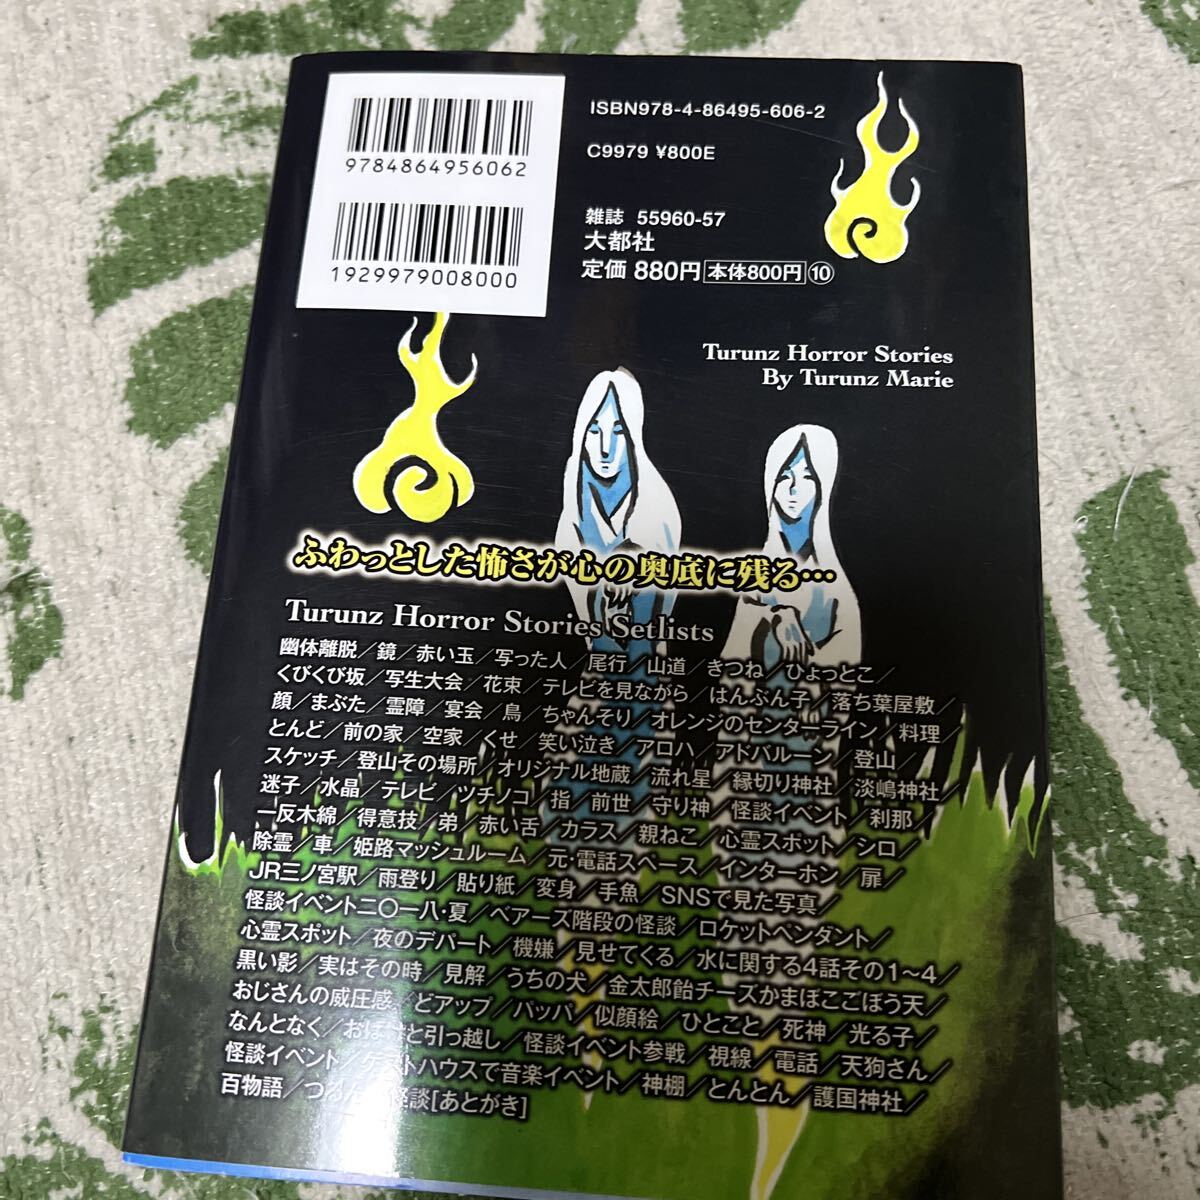 9784864956062
1929979008000
ISBN978-4-86495-606-2
C9979 ¥800E
雑誌 55960-57
大都社
定価 880円 本体800円 ⑩
Turunz Horror Stories
By Turunz Marie
ふわっとした怖さが心の奥底に残る…
Turunz Horror Stories Setlists
幽体離脱／鏡／赤い玉／写った人／尾行／山道／きつね／ひょっとこ／
くびくび坂／写生大会／花束／テレビを見ながら／はんぶん子／落ち葉屋敷／
顔／まぶた／霊障／宴会／鳥／ちゃんそり／オレンジのセンターライン／料理／
とんど／前の家／空家／くせ／笑い泣き／アロハ／アドバルーン／登山／
スケッチ／登山その場所／オリジナル地蔵／流れ星／縁切り神社／淡嶋神社／
迷子／水晶／テレビ／ツチノコ／指／前世／守り神／怪談イベント／刹那／
一反木綿／得意技／弟／赤い舌／カラス／親ねこ／心霊スポット／シロ／
除霊／車／姫路マッシュルーム／元・電話スペース／インターホン／扉／
JR三ノ宮駅／雨登り／貼り紙／変身／手魚／SNSで見た写真／
怪談イベント二〇一八・夏／ベアーズ階段の怪談／ロケットペンダント／
心霊スポット／夜のデパート／機嫌／見せてくる／水に関する4話その1〜4／
黒い影／実はその時／見解／うちの犬／金太郎飴チーズかまぼこごぼう天／
おじさんの威圧感／どアップ／バッパ／似顔絵／ひとこと／死神／光る子／
なんとなく／おばけと引っ越し／怪談イベント参戦／視線／電話／天狗さん／
怪談イベント／ゲストハウスで音楽イベント／神棚／とんとん／護国神社／
百物語／怪談[あとがき]